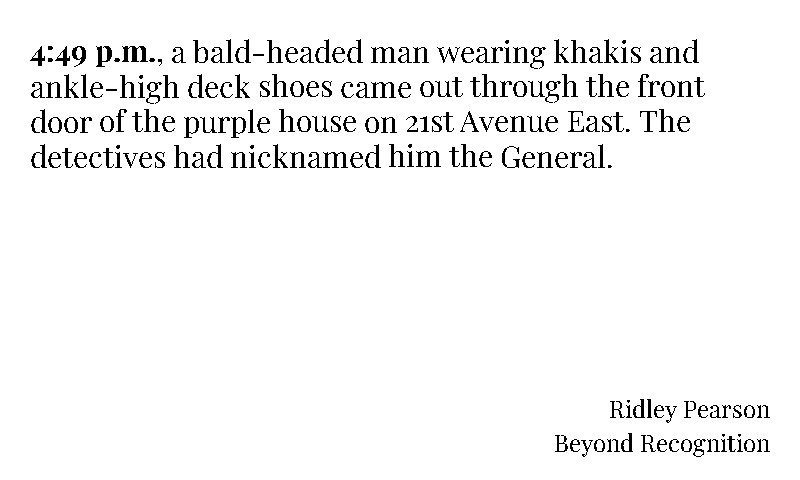 4:49 p.m., a bald-headed man wearing khakis and
ankle-high deck shoes came out through the front
door of the purple house on 21st Avenue East. The
detectives had nicknamed him the General.
Ridley Pearson
Beyond Recognition